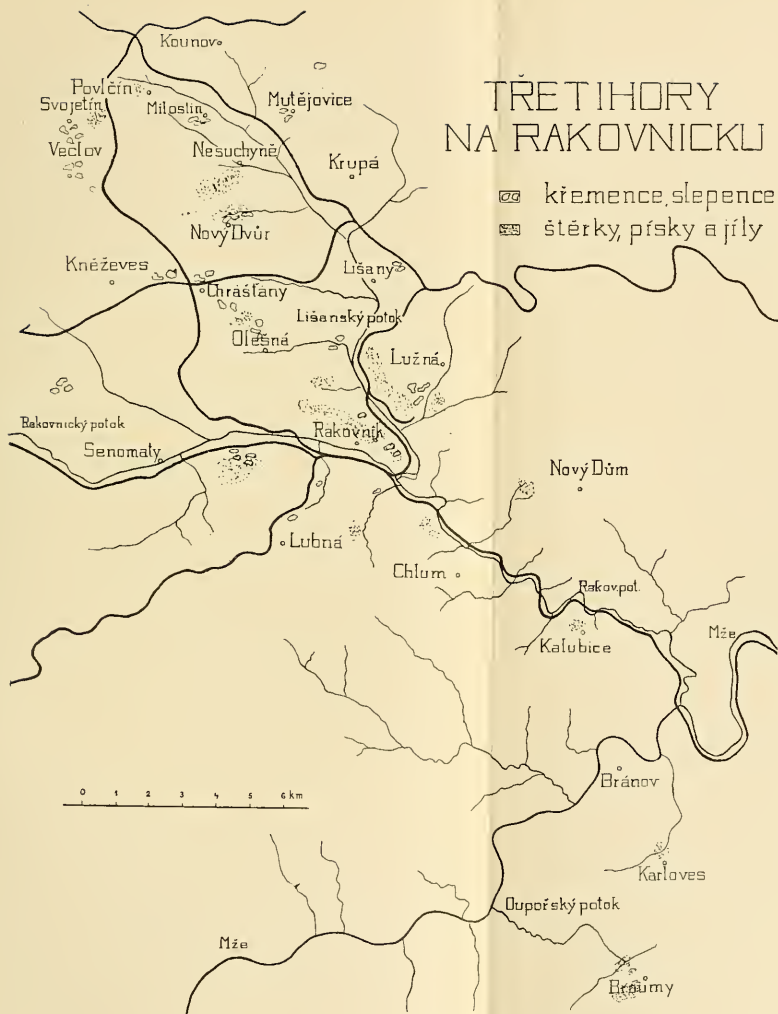 TŘETIHORY
NA RAKOVNICKU
křemence, slepence
štěrky, písky a jíly
Kounov
Povlčín
Svojetín
Miloslín
Mutějovice
Veclov
Nesuchyně
Krupá
Nový Dvůr
Kněževes
Lišany
Chrášťany
Lišanský potok
Olešná
Lužná
Rakovnický potok
Rakovník
Senomaty
Nový Dům
Lubná
Chlum
Rakov. pot.
Mže
Kalubice
0 1 2 3 4 5 6 km
Bránov
Karloves
Oupořský potok
Mže